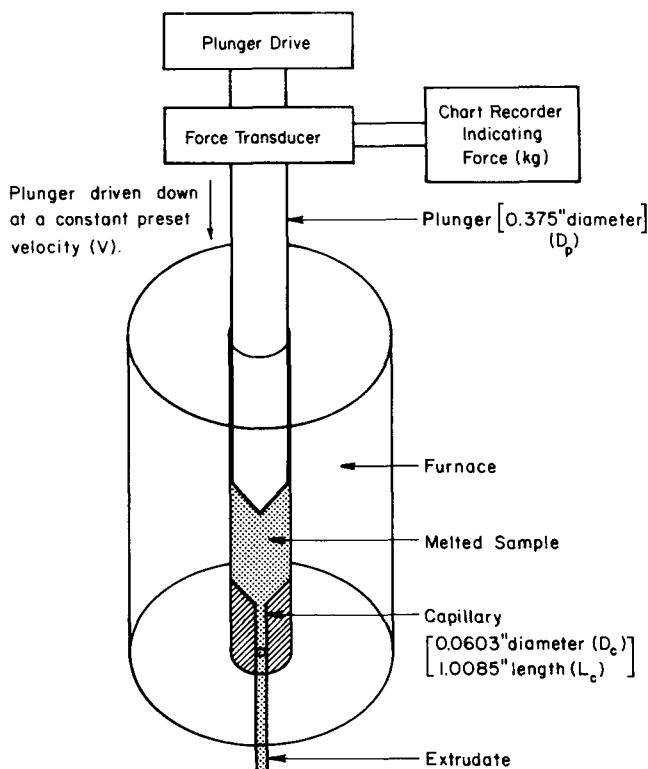 Plunger Drive
Force Transducer
Chart Recorder
Indicating
Force (kg)
Plunger driven down
at a constant preset
velocity (V).
Plunger [0.375" diameter]
(Dp)
Furnace
Melted Sample
Capillary
[0.0603" diameter (Dc)
1.0085" length (Lc)]
Extrudate